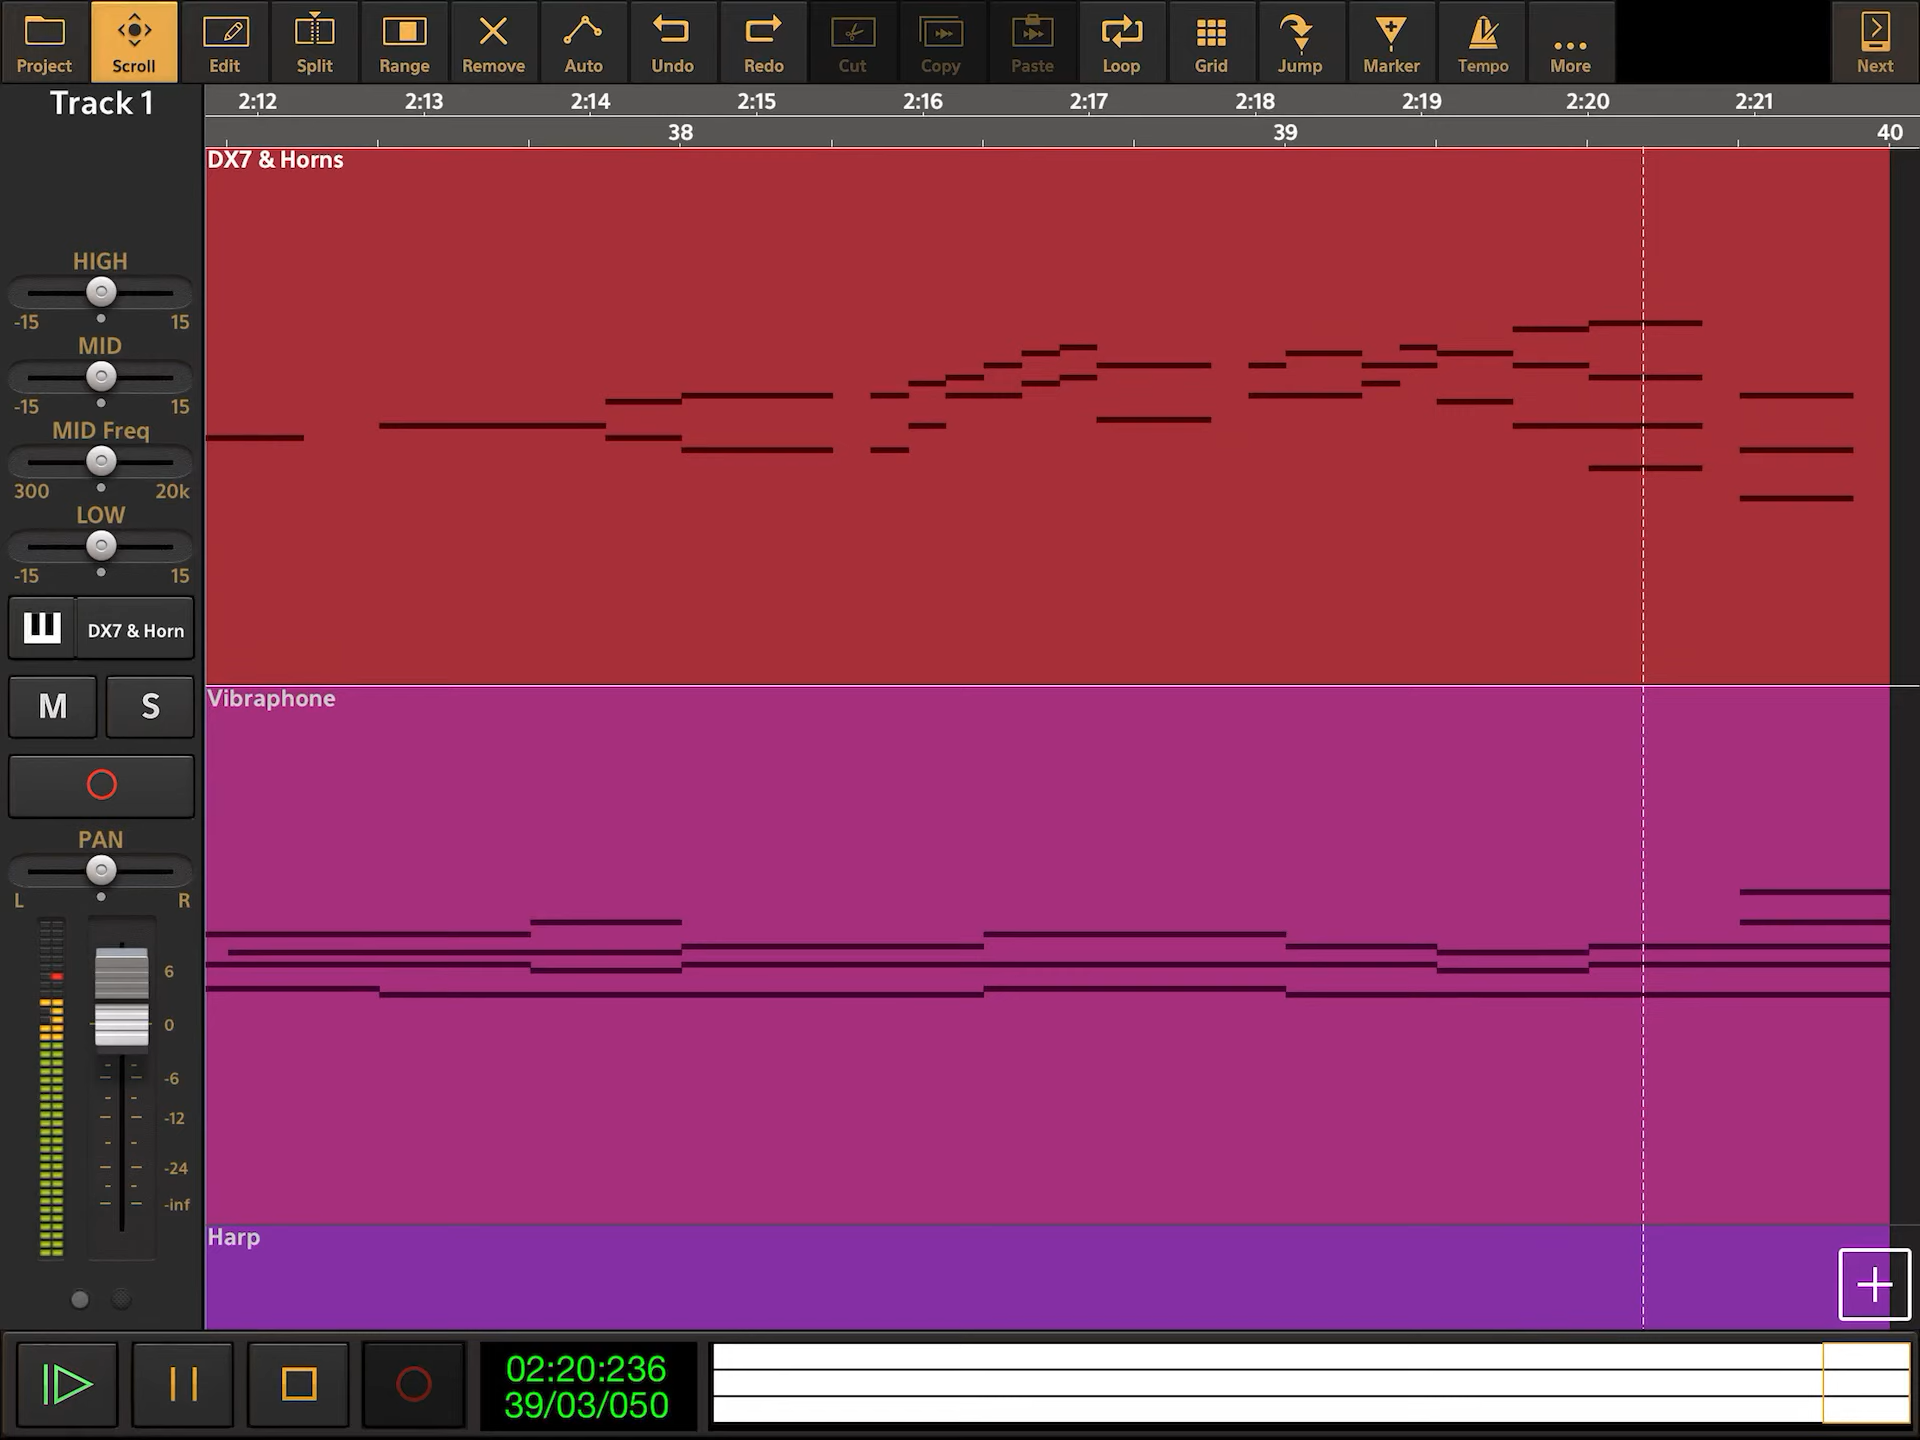 Project Scroll Edit Split Range Remove Auto Undo Redo Cut Copy Paste Loop Grid Jump Marker Tempo More Next
Track 1
2:12 2:13 2:14 2:15 2:16 2:17 2:18 2:19 2:20 2:21
38 39 40
DX7 & Horns
HIGH
-15 15
MID
-15 15
MID Freq
300 20k
LOW
-15 15
DX7 & Horn
M S
Vibraphone
PAN
L R
6
0
-6
-12
-24
-inf
Harp
02:20:236
39/03/050